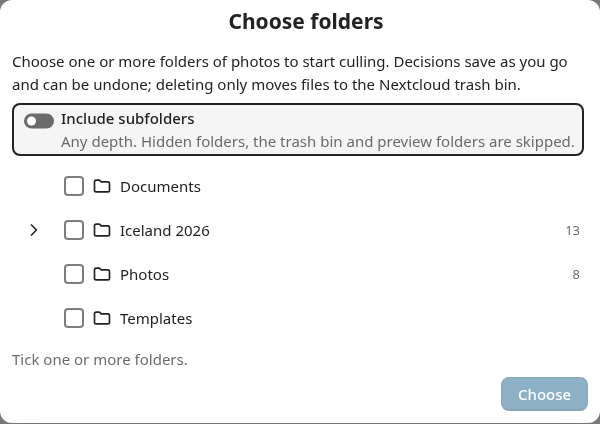 Choose folders
Choose one or more folders of photos to start culling. Decisions save as you go
and can be undone; deleting only moves files to the Nextcloud trash bin.
Include subfolders
Any depth. Hidden folders, the trash bin and preview folders are skipped.
Documents
Iceland 2026 13
Photos 8
Templates
Tick one or more folders.
Choose